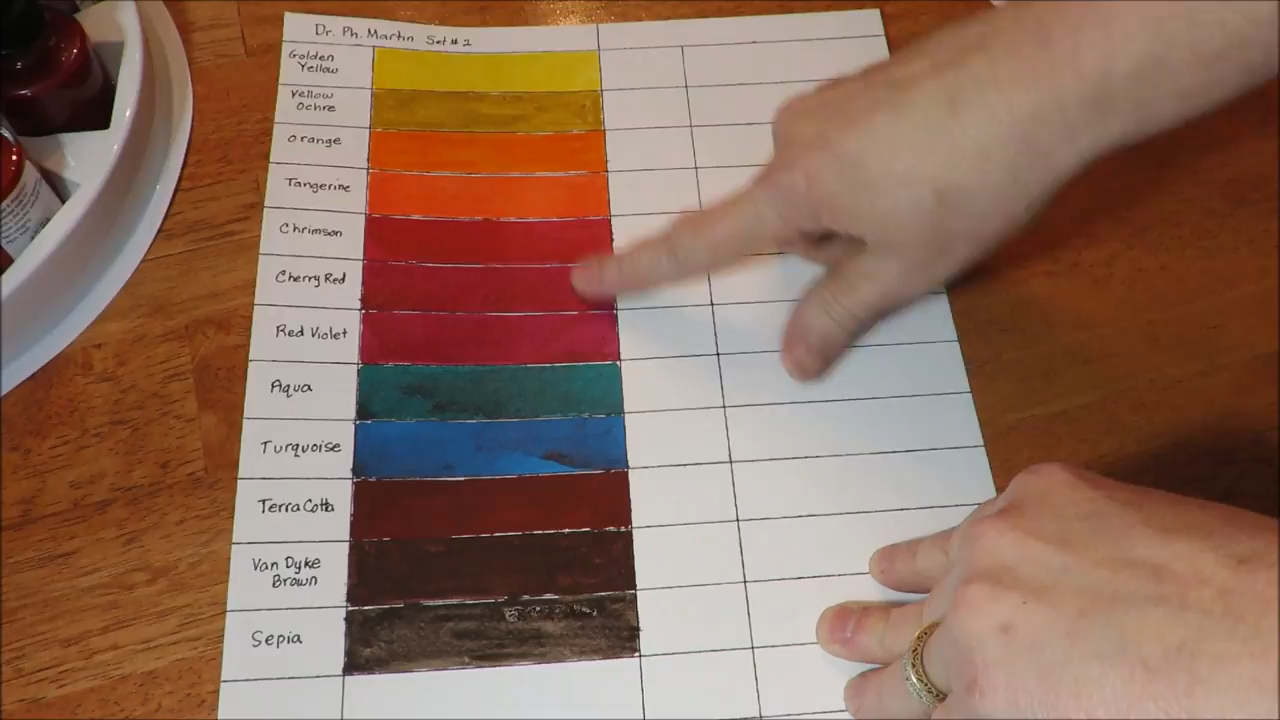 Dr. Ph. Martin Set #2
Golden
Yellow
Yellow
Ochre
Orange
Tangerine
Chrimson
Cherry Red
Red Violet
Aqua
Turquoise
Terra Cotta
Van Dyke
Brown
Sepia